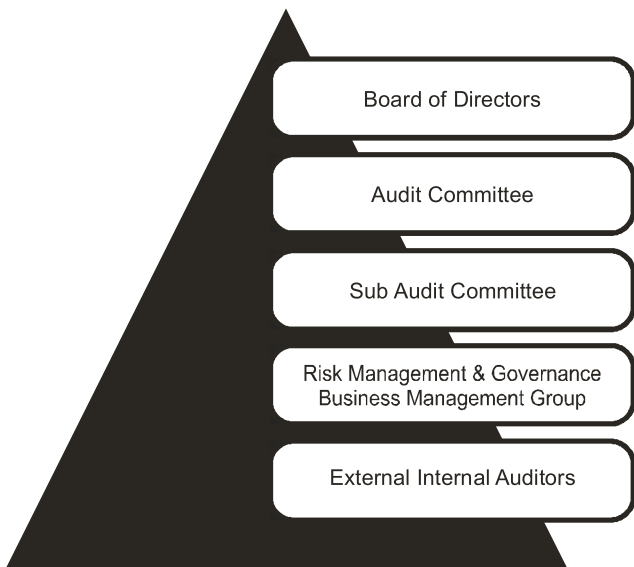 Board of Directors
Audit Committee
Sub Audit Committee
Risk Management & Governance
Business Management Group
External Internal Auditors